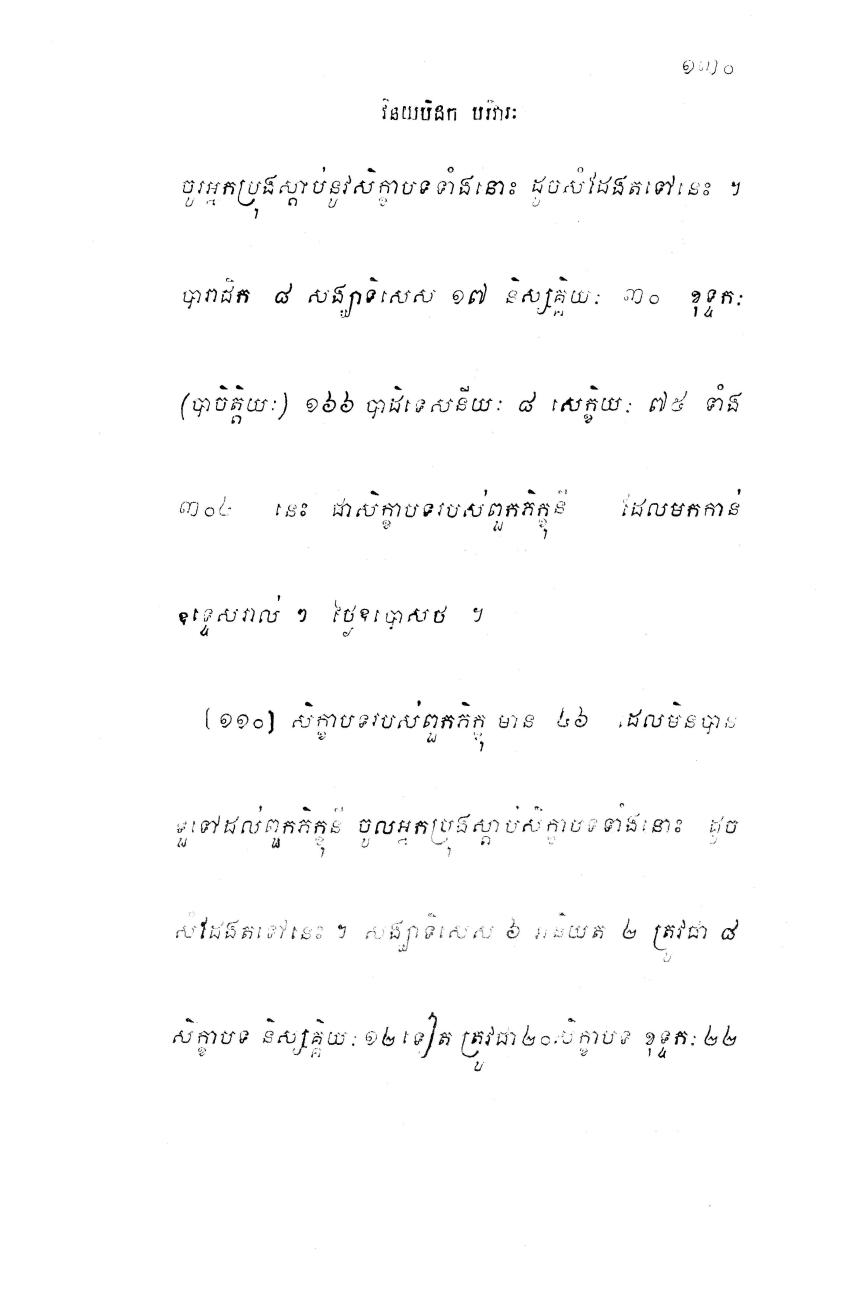 ១៣០
វិនយបិដក បរិវារៈ
ចូរអ្នកប្រុងស្តាប់នូវសិក្ខាបទទាំងនោះ ដូចសំដែងតទៅនេះ ។
បារាជិក ៨ សង្ឃាទិសេស ១៧ និស្សគ្គិយៈ ៣០ ខុទ្ទកៈ
(បាចិត្តិយៈ) ១៦៦ បាដិទេសនីយៈ ៨ សេក្ខិយៈ ៧៥ ទាំង
៣០៤ នេះ ជាសិក្ខាបទរបស់ពួកភិក្ខុនី ដែលមកកាន់
ឧទ្ទេសរាល់ ៗ ថ្ងៃឧបោសថ ។
(១១០) សិក្ខាបទរបស់ពួកភិក្ខុ មាន ៤៦ ដែលមិនបាន
ទួទៅដល់ពួកភិក្ខុនី ចូលអ្នកប្រុងស្តាប់សិក្ខាបទទាំងនោះ ដូច
សំដែងតទៅនេះ ។ សង្ឃាទិសេស ៦ អនិយត ២ ត្រូវជា ៨
សិក្ខាបទ និស្សគ្គិយៈ ១២ ទៀត ត្រូវជា ២០ សិក្ខាបទ ខុទ្ទកៈ ២២